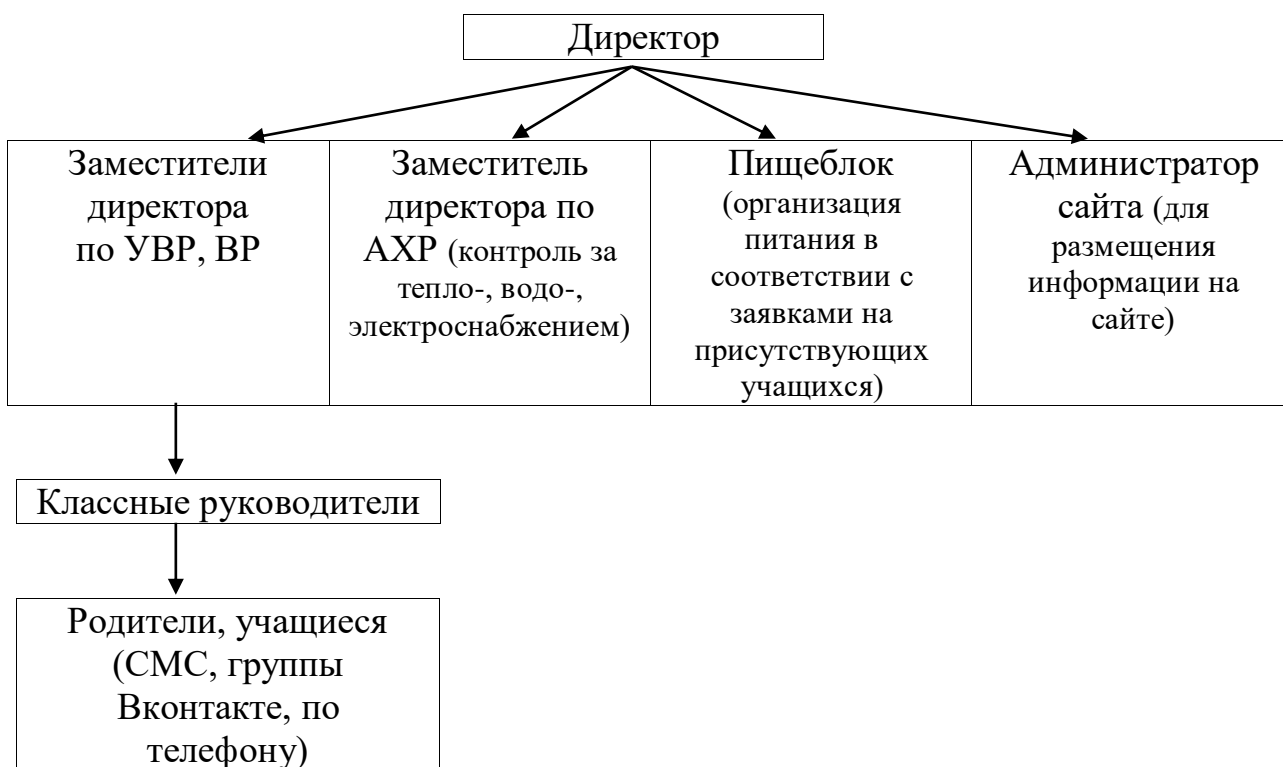 Директор
Заместители
директора
по УВР, ВР
Заместитель
директора по
АХР (контроль за
тепло-, водо-,
электроснабжением)
Пищеблок
(организация
питания в
соответствии с
заявками на
присутствующих
учащихся)
Администратор
сайта (для
размещения
информации на
сайте)
Классные руководители
Родители, учащиеся
(СМС, группы
Вконтакте, по
телефону)